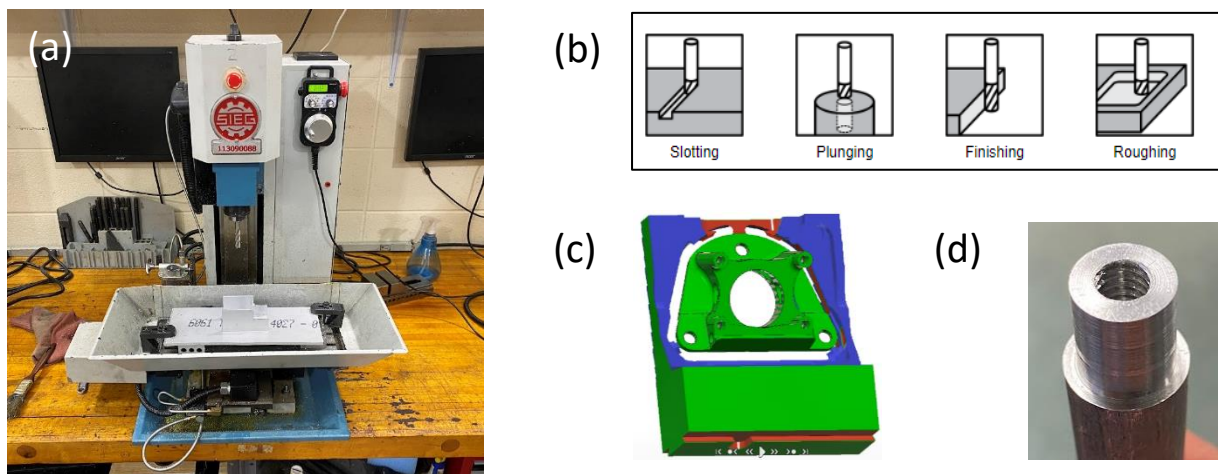 (a)
SIEG
113090088
6061
4027 - 0
(b)
Slotting
Plunging
Finishing
Roughing
(c)
(d)